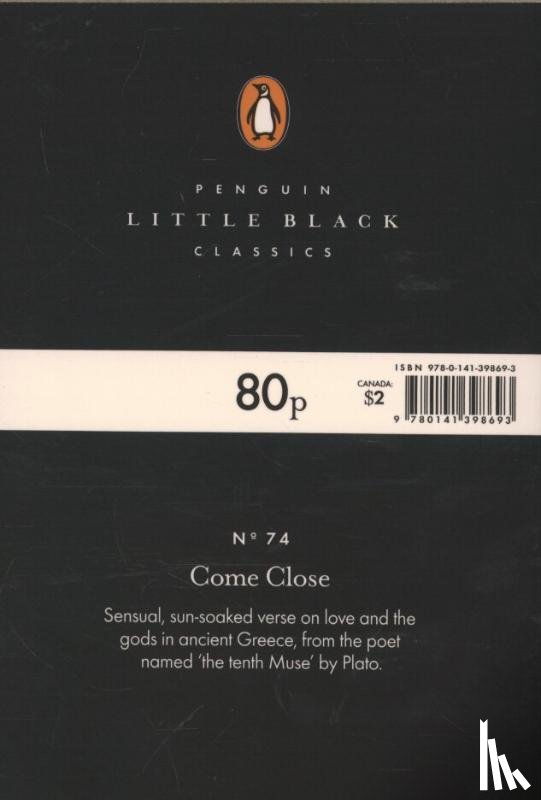 PENGUIN
LITTLE BLACK
CLASSICS
ISBN 978-0-141-39869-3
80p
CANADA:
$2
9 780141 398693
Nº 74
Come Close
Sensual, sun-soaked verse on love and the
gods in ancient Greece, from the poet
named ‘the tenth Muse’ by Plato.